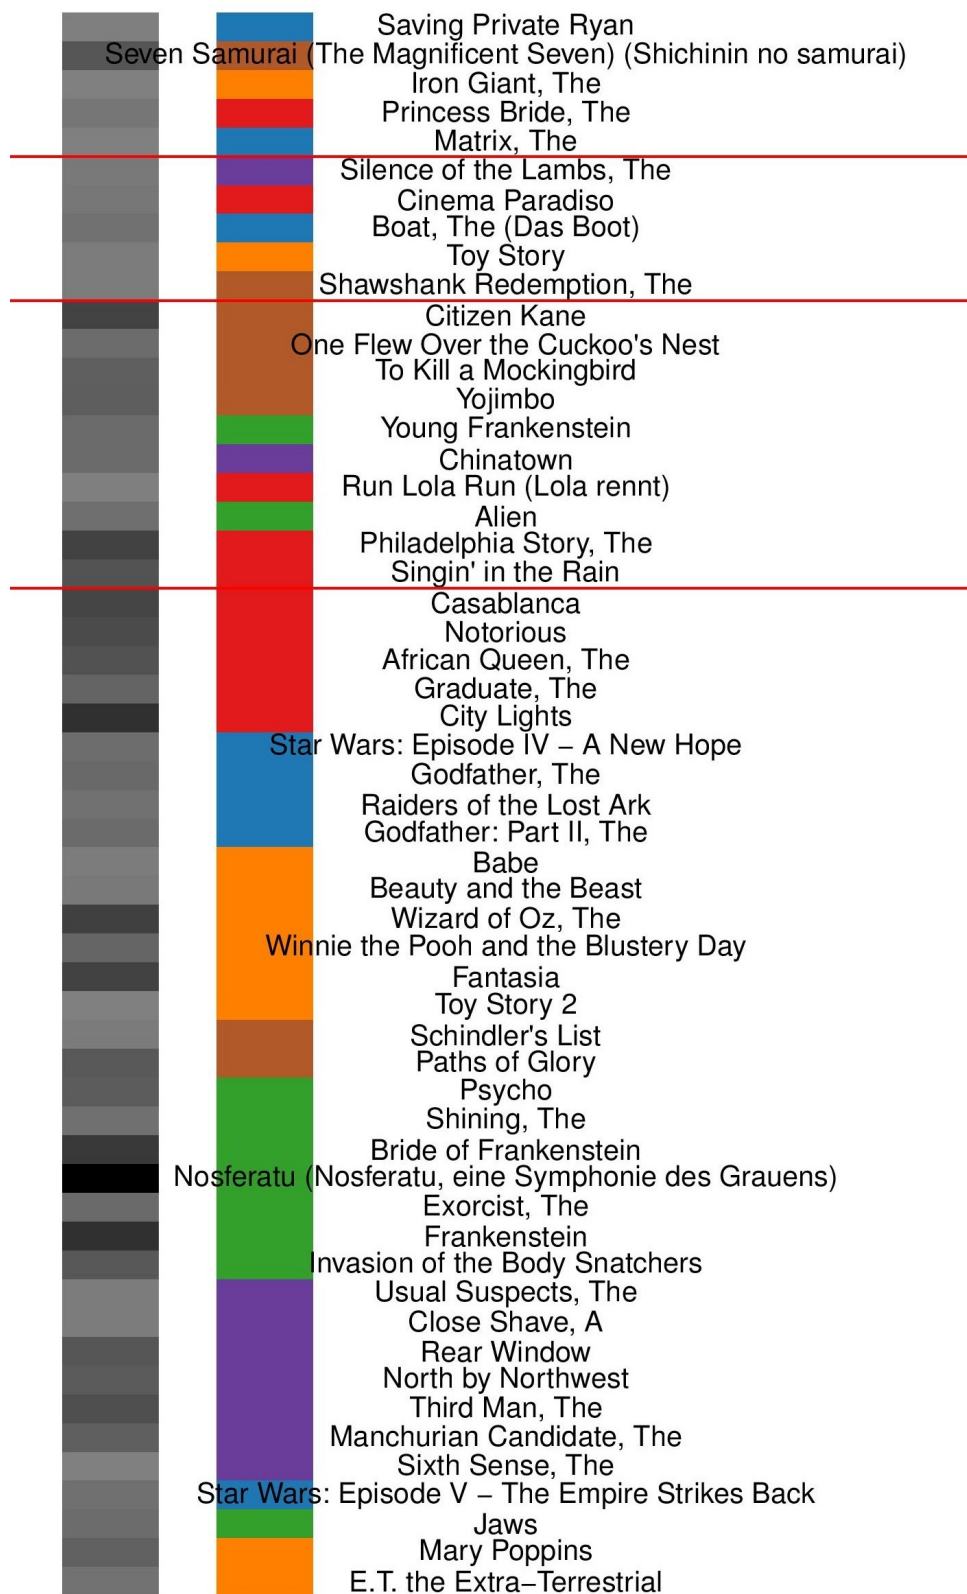 Saving Private Ryan
Seven Samurai (The Magnificent Seven) (Shichinin no samurai)
Iron Giant, The
Princess Bride, The
Matrix, The
Silence of the Lambs, The
Cinema Paradiso
Boat, The (Das Boot)
Toy Story
Shawshank Redemption, The
Citizen Kane
One Flew Over the Cuckoo's Nest
To Kill a Mockingbird
Yojimbo
Young Frankenstein
Chinatown
Run Lola Run (Lola rennt)
Alien
Philadelphia Story, The
Singin' in the Rain
Casablanca
Notorious
African Queen, The
Graduate, The
City Lights
Star Wars: Episode IV − A New Hope
Godfather, The
Raiders of the Lost Ark
Godfather: Part II, The
Babe
Beauty and the Beast
Wizard of Oz, The
Winnie the Pooh and the Blustery Day
Fantasia
Toy Story 2
Schindler's List
Paths of Glory
Psycho
Shining, The
Bride of Frankenstein
Nosferatu (Nosferatu, eine Symphonie des Grauens)
Exorcist, The
Frankenstein
Invasion of the Body Snatchers
Usual Suspects, The
Close Shave, A
Rear Window
North by Northwest
Third Man, The
Manchurian Candidate, The
Sixth Sense, The
Star Wars: Episode V − The Empire Strikes Back
Jaws
Mary Poppins
E.T. the Extra−Terrestrial